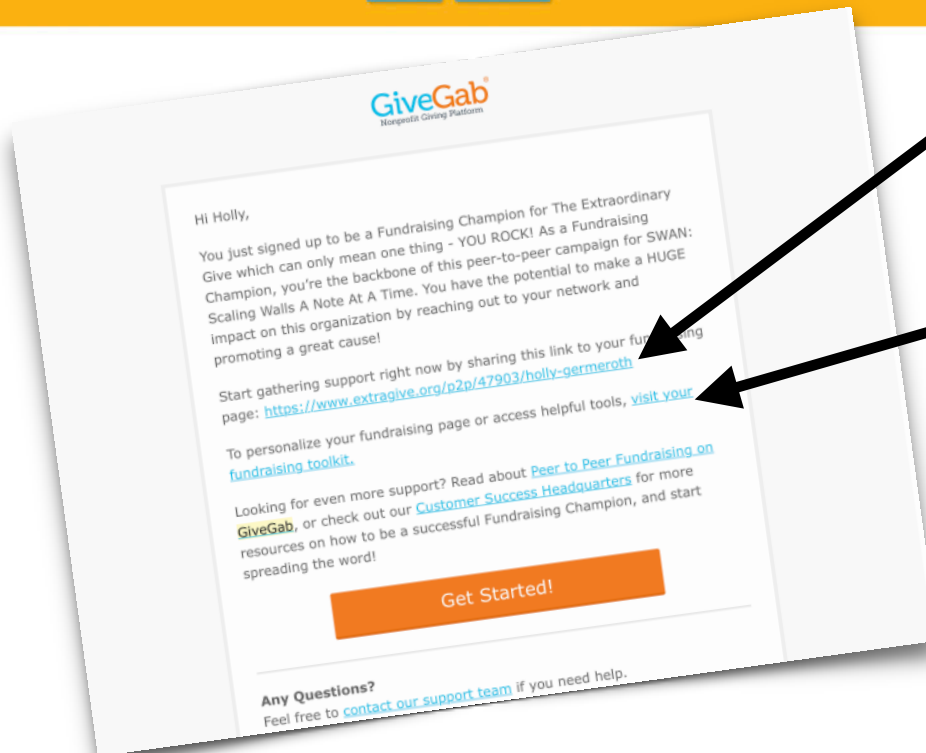 GiveGab
Nonprofit Giving Platform
Hi Holly,
You just signed up to be a Fundraising Champion for The Extraordinary
Give which can only mean one thing - YOU ROCK! As a Fundraising
Champion, you're the backbone of this peer-to-peer campaign for SWAN:
Scaling Walls A Note At A Time. You have the potential to make a HUGE
impact on this organization by reaching out to your network and
promoting a great cause!
Start gathering support right now by sharing this link to your fundraising
page: https://www.extragive.org/p2p/47903/holly-germeroth
To personalize your fundraising page or access helpful tools, visit your
fundraising toolkit.
Looking for even more support? Read about Peer to Peer Fundraising on
GiveGab, or check out our Customer Success Headquarters for more
resources on how to be a successful Fundraising Champion, and start
spreading the word!
Get Started!
Any Questions?
Feel free to contact our support team if you need help.